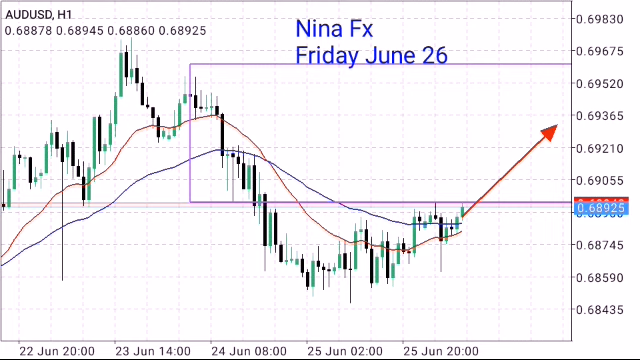 AUDUSD, H1
0.68878 0.68945 0.68860 0.68925
Nina Fx
Friday June 26
0.69830
0.69675
0.69520
0.69365
0.69210
0.69055
0.68925
0.68745
0.68590
0.68435
22 Jun 20:00
23 Jun 14:00
24 Jun 08:00
25 Jun 02:00
25 Jun 20:00